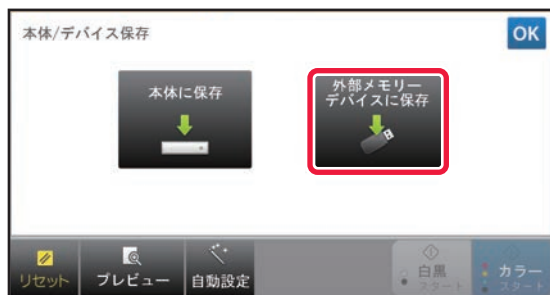 本体/デバイス保存
OK
本体に保存
外部メモリー
デバイスに保存
リセット
プレビュー
自動設定
白黒
スタート
カラー
スタート